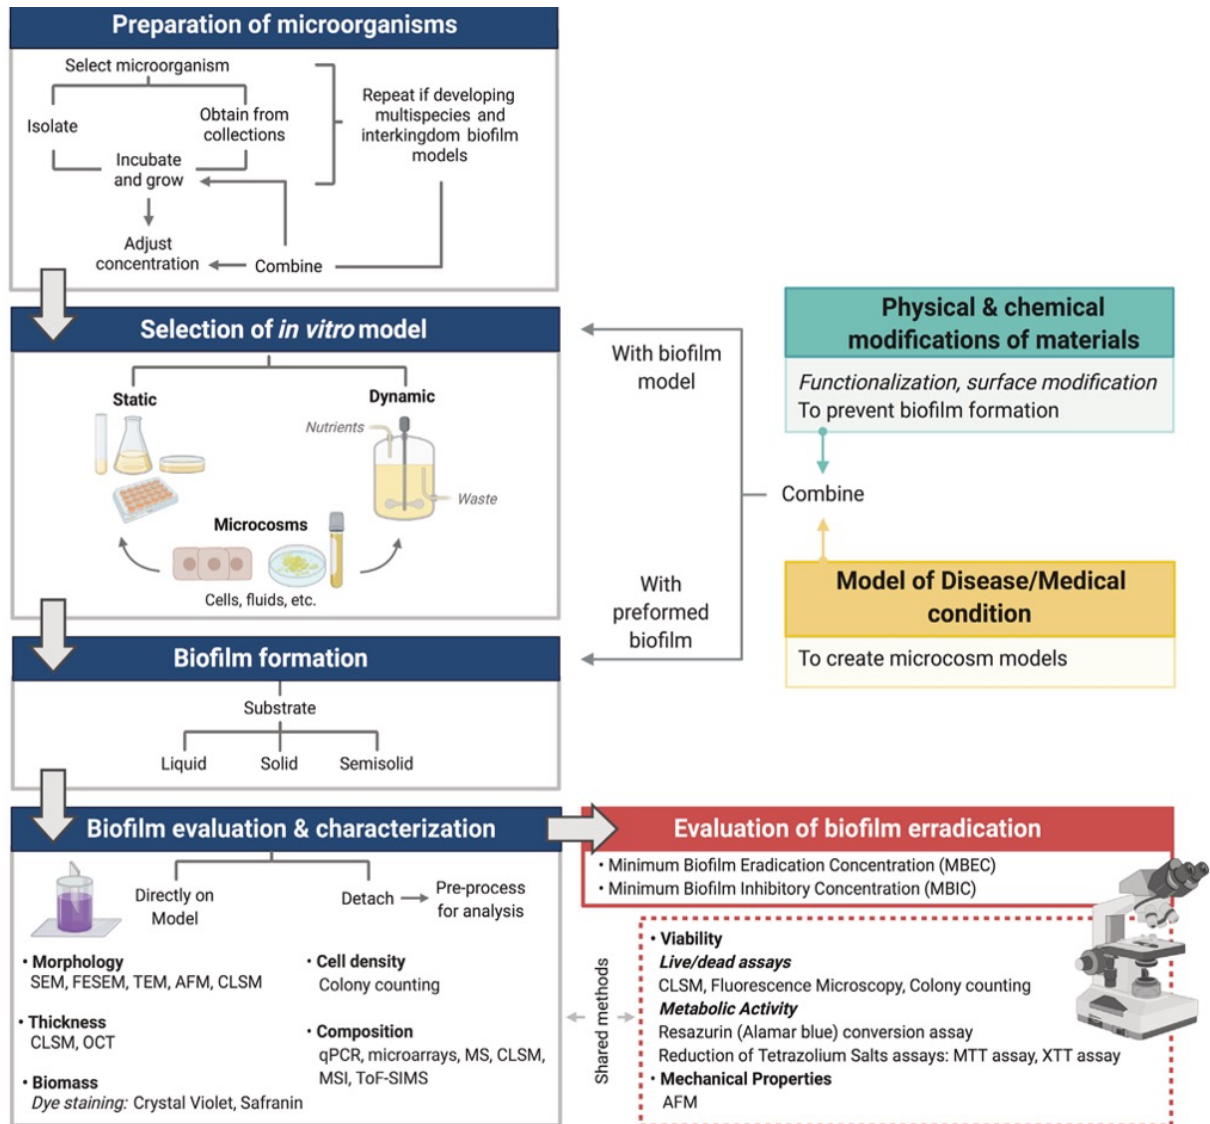 Preparation of microorganisms
Select microorganism
Isolate
Obtain from
collections
Incubate
and grow
Adjust
concentration
Combine
Repeat if developing
multispecies and
interkingdom biofilm
models
Selection of in vitro model
Static
Dynamic
Nutrients
Waste
Microcosms
Cells, fluids, etc.
With biofilm
model
With
preformed
biofilm
Physical & chemical
modifications of materials
Functionalization, surface modification
To prevent biofilm formation
Combine
Model of Disease/Medical
condition
To create microcosm models
Biofilm formation
Substrate
Liquid
Solid
Semisolid
Biofilm evaluation & characterization
Directly on
Model
Detach
Pre-process
for analysis
• Morphology
SEM, FESEM, TEM, AFM, CLSM
• Thickness
CLSM, OCT
• Biomass
Dye staining: Crystal Violet, Safranin
• Cell density
Colony counting
• Composition
qPCR, microarrays, MS, CLSM,
MSI, ToF-SIMS
Shared methods
Evaluation of biofilm erradication
• Minimum Biofilm Eradication Concentration (MBEC)
• Minimum Biofilm Inhibitory Concentration (MBIC)
• Viability
Live/dead assays
CLSM, Fluorescence Microscopy, Colony counting
Metabolic Activity
Resazurin (Alamar blue) conversion assay
Reduction of Tetrazolium Salts assays: MTT assay, XTT assay
• Mechanical Properties
AFM